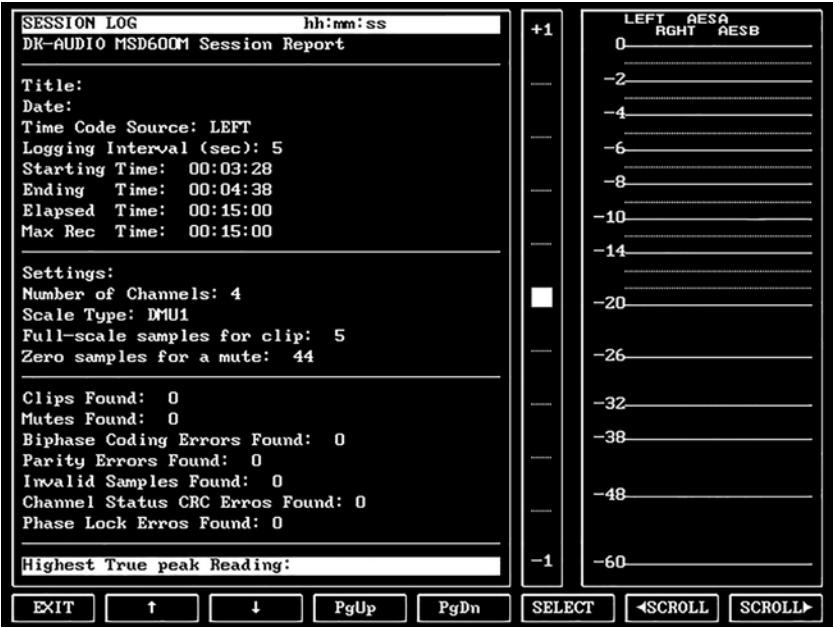 SESSION LOG hh:mm:ss
DK-AUDIO MSD600M Session Report
Title:
Date:
Time Code Source: LEFT
Logging Interval (sec): 5
Starting Time: 00:03:28
Ending Time: 00:04:38
Elapsed Time: 00:15:00
Max Rec Time: 00:15:00
Settings:
Number of Channels: 4
Scale Type: DMU1
Full-scale samples for clip: 5
Zero samples for a mute: 44
Clips Found: 0
Mutes Found: 0
Biphase Coding Errors Found: 0
Parity Errors Found: 0
Invalid Samples Found: 0
Channel Status CRC Erros Found: 0
Phase Lock Erros Found: 0
Highest True peak Reading:
+1
-1
LEFT AESA
RGHT AESB
0
-2
-4
-6
-8
-10
-14
-20
-26
-32
-38
-48
-60
EXIT ↑ ↓ PgUp PgDn SELECT ◄SCROLL SCROLL►